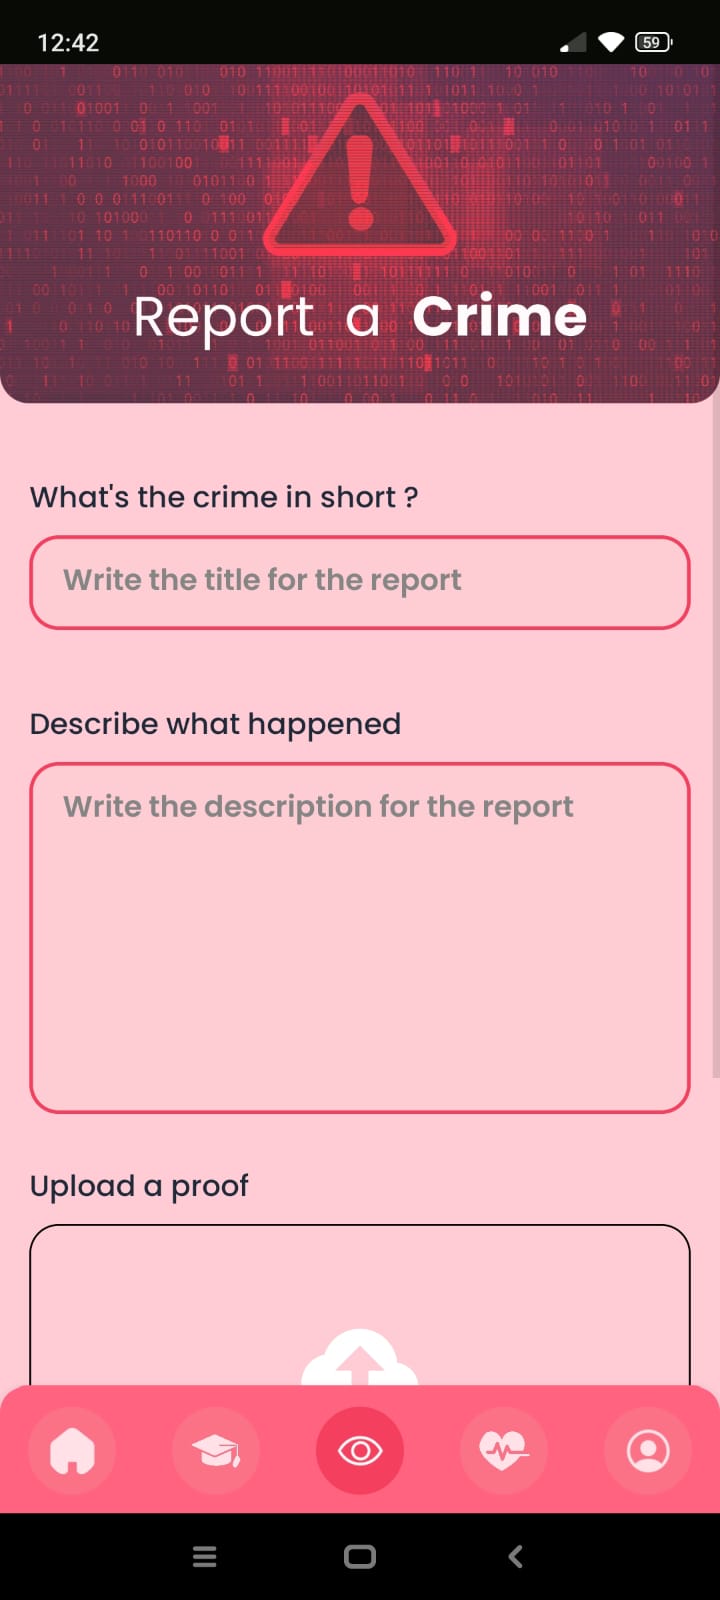 12:42
59
Report a Crime
What's the crime in short ?
Write the title for the report
Describe what happened
Write the description for the report
Upload a proof